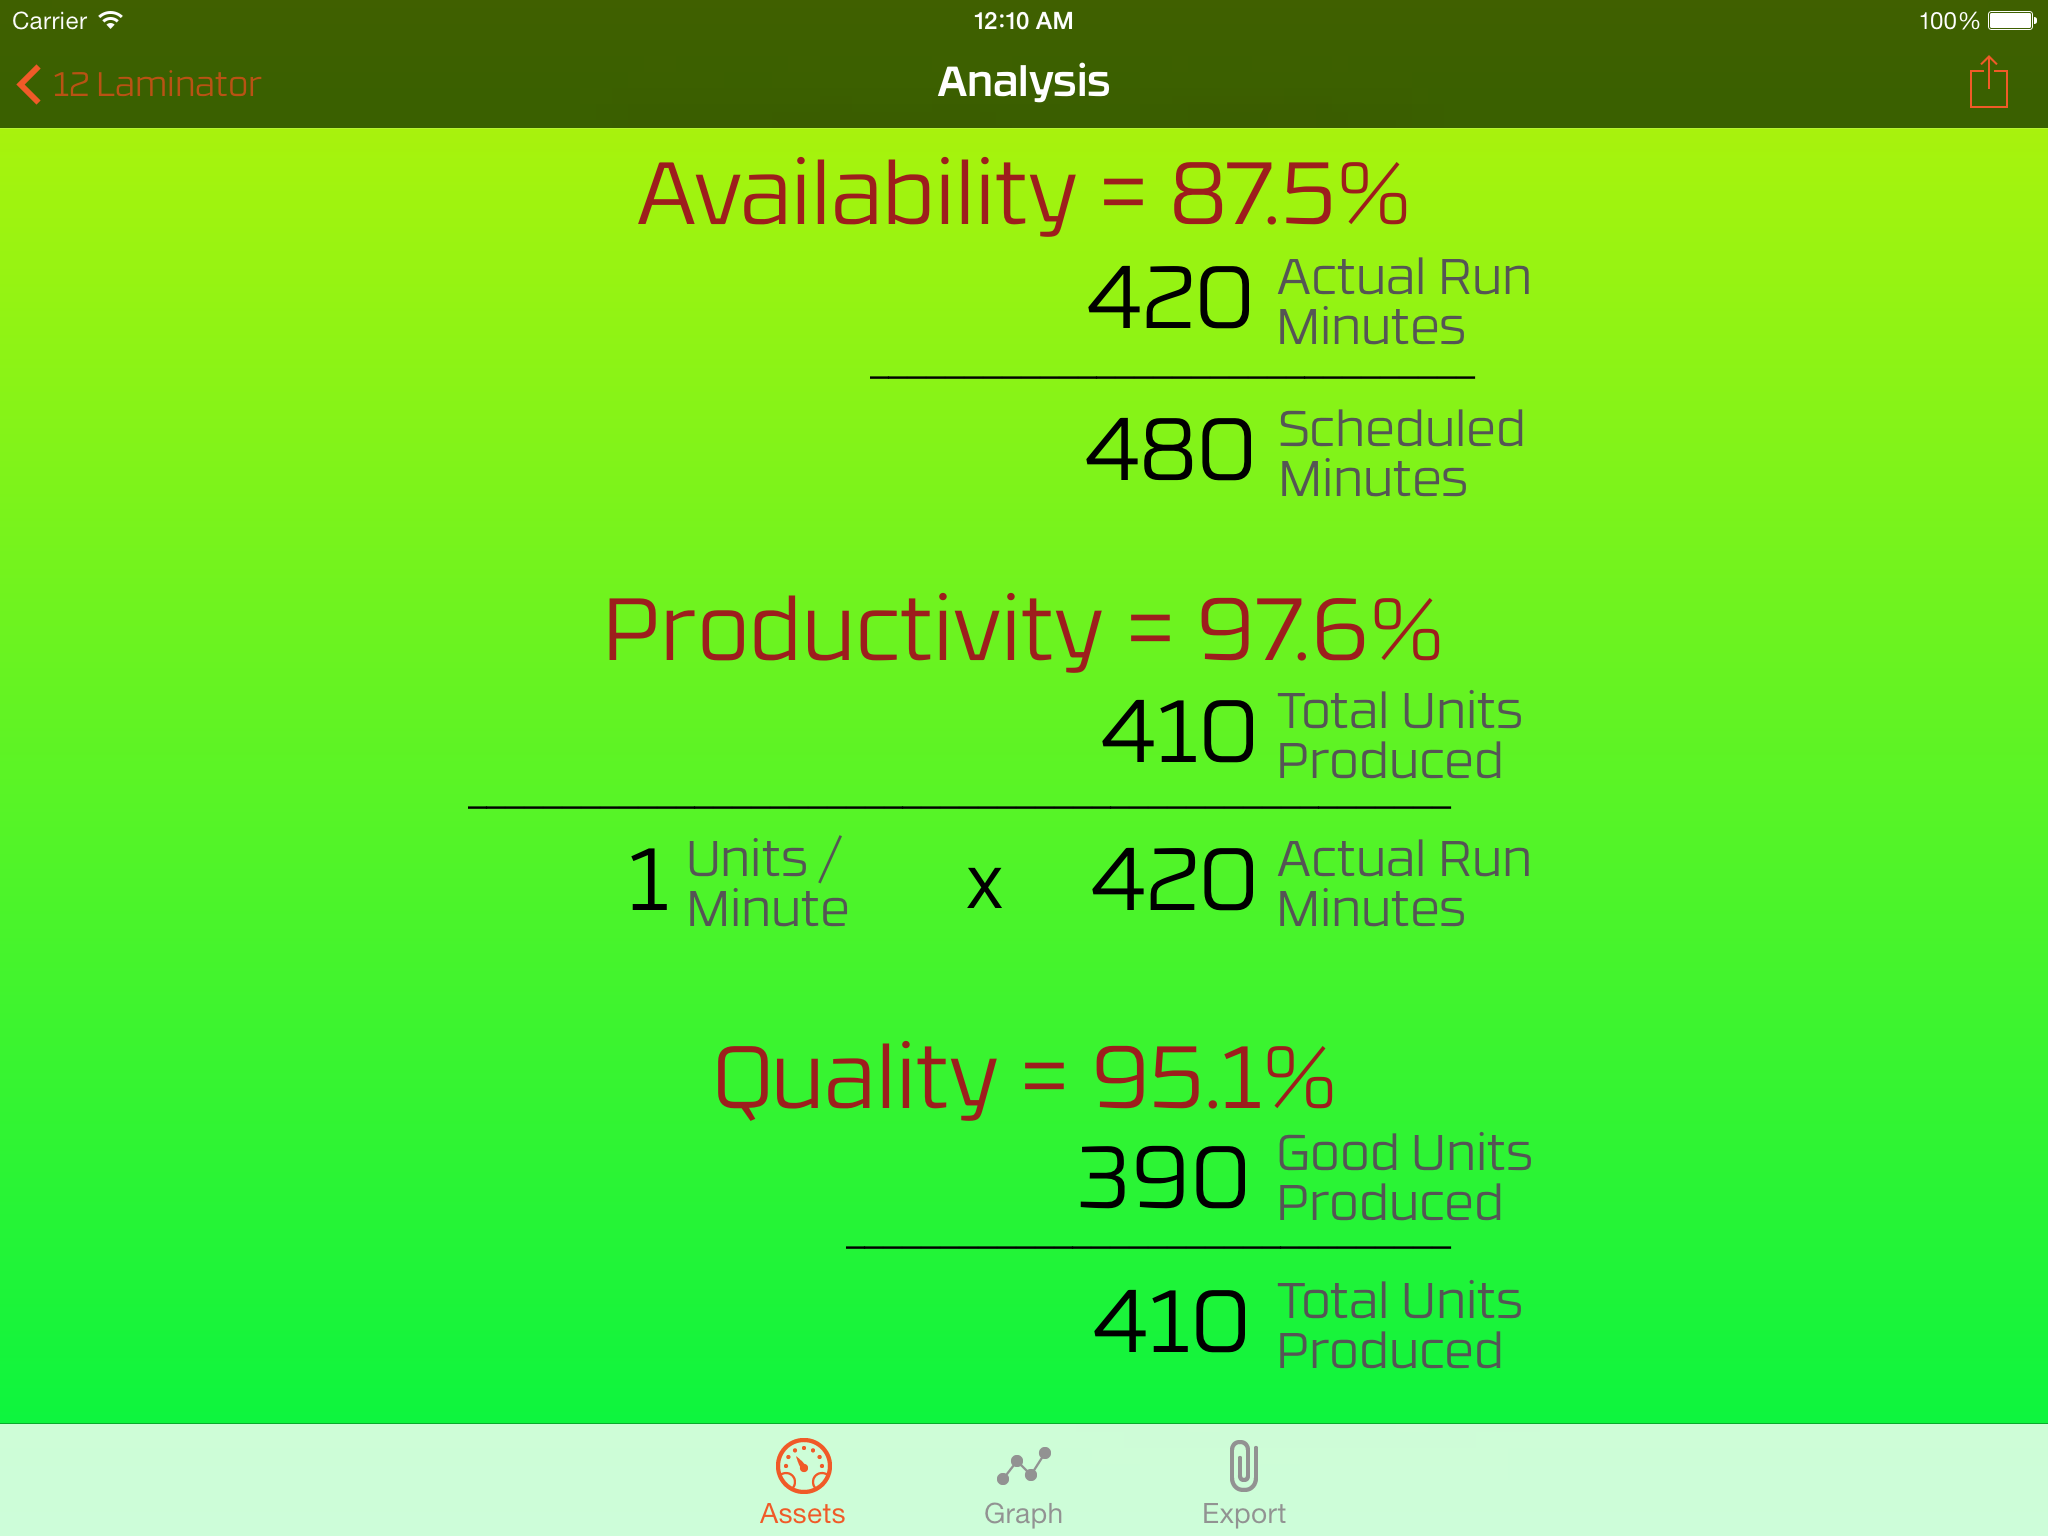 Carrier 12:10 AM 100%
12 Laminator Analysis
Availability = 87.5%
420 Actual Run
Minutes
480 Scheduled
Minutes
Productivity = 97.6%
410 Total Units
Produced
1 Units /
Minute
x
420 Actual Run
Minutes
Quality = 95.1%
390 Good Units
Produced
410 Total Units
Produced
Assets Graph Export